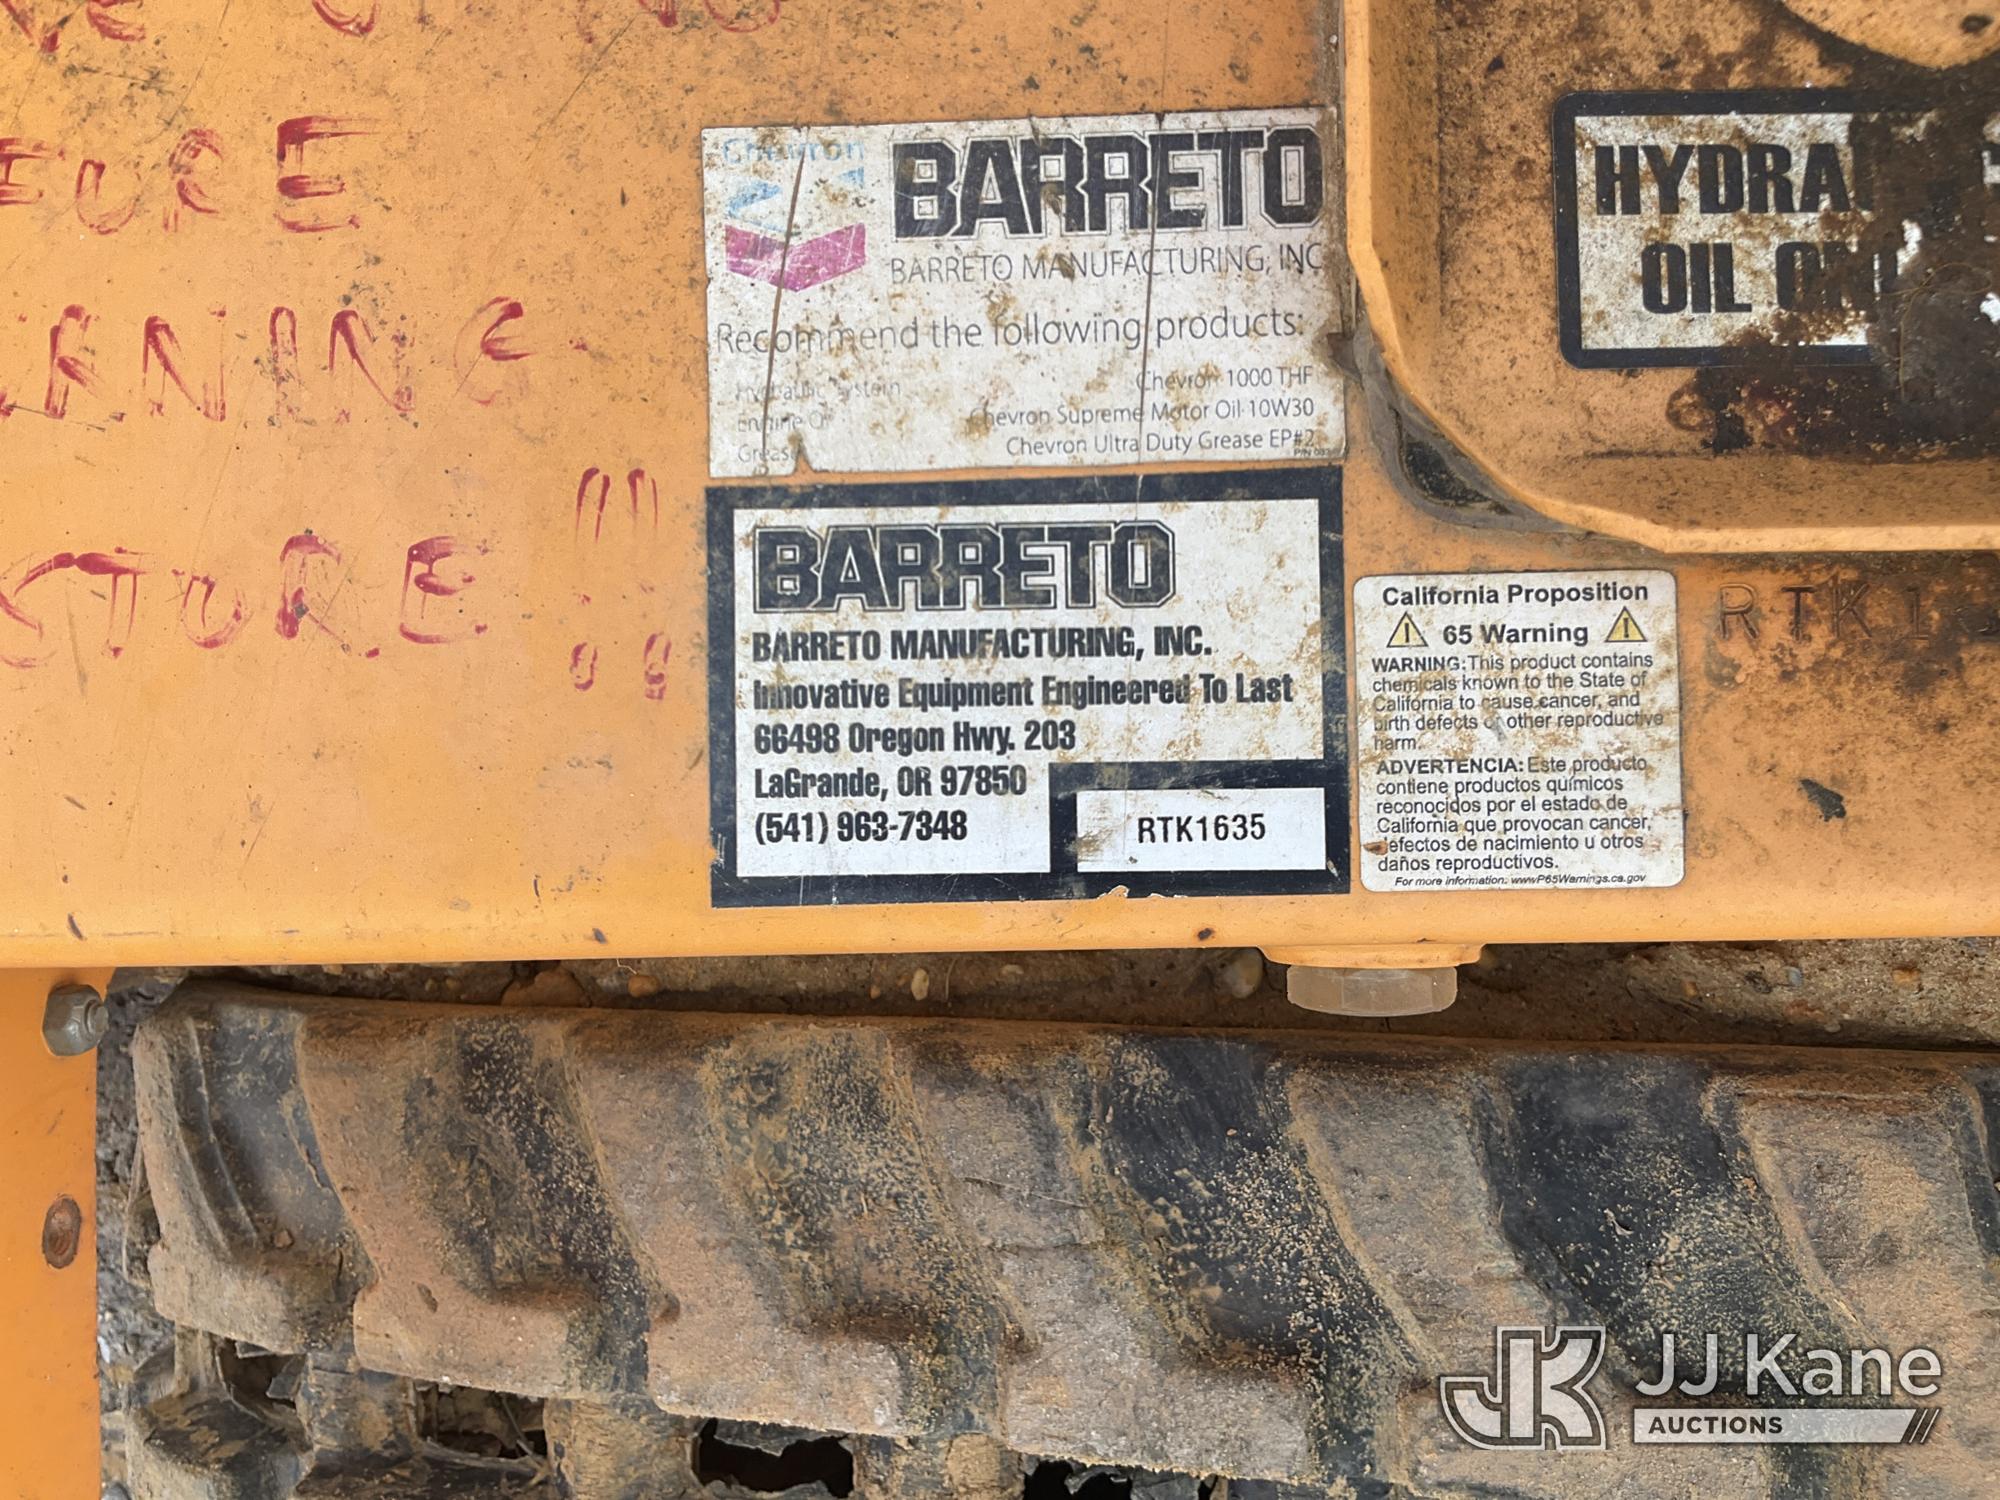 Chevron
BARRETO
BARRETO MANUFACTURING, INC
Recommend the following products:
Hydraulic System Chevron 1000 THF
Engine Oil Chevron Supreme Motor Oil 10W30
Grease Chevron Ultra Duty Grease EP#2
BARRETO
BARRETO MANUFACTURING, INC.
Innovative Equipment Engineered To Last
66498 Oregon Hwy. 203
LaGrande, OR 97850
(541) 963-7348
RTK1635
HYDRA
OIL
California Proposition
65 Warning
WARNING: This product contains
chemicals known to the State of
California to cause cancer, and
birth defects or other reproductive
harm.
ADVERTENCIA: Este producto
contiene productos químicos
reconocidos por el estado de
California que provocan cancer,
defectos de nacimiento u otros
daños reproductivos.
For more information: www.P65Warnings.ca.gov
RTK1
STORE !!
JK
JJ Kane
AUCTIONS